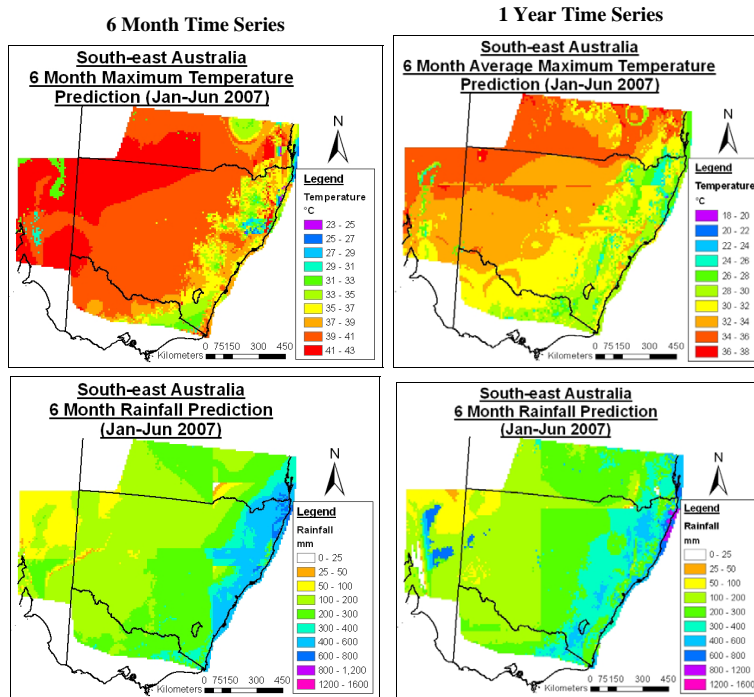 6 Month Time Series
1 Year Time Series
South-east Australia
6 Month Maximum Temperature
Prediction (Jan-Jun 2007)
N
Legend
Temperature
°C
23 - 25
25 - 27
27 - 29
29 - 31
31 - 33
33 - 35
35 - 37
37 - 39
39 - 41
41 - 43
0 75150 300 450
Kilometers
South-east Australia
6 Month Average Maximum Temperature
Prediction (Jan-Jun 2007)
N
Legend
Temperature
°C
18 - 20
20 - 22
22 - 24
24 - 26
26 - 28
28 - 30
30 - 32
32 - 34
34 - 36
36 - 38
0 75150 300 450
Kilometers
South-east Australia
6 Month Rainfall Prediction
(Jan-Jun 2007)
N
Legend
Rainfall
mm
0 - 25
25 - 50
50 - 100
100 - 200
200 - 300
300 - 400
400 - 600
600 - 800
800 - 1,200
1200 - 1600
0 75150 300 450
Kilometers
South-east Australia
6 Month Rainfall Prediction
(Jan-Jun 2007)
N
Legend
Rainfall
mm
0 - 25
25 - 50
50 - 100
100 - 200
200 - 300
300 - 400
400 - 600
600 - 800
800 - 1200
1200 - 1600
0 75150 300 450
Kilometers